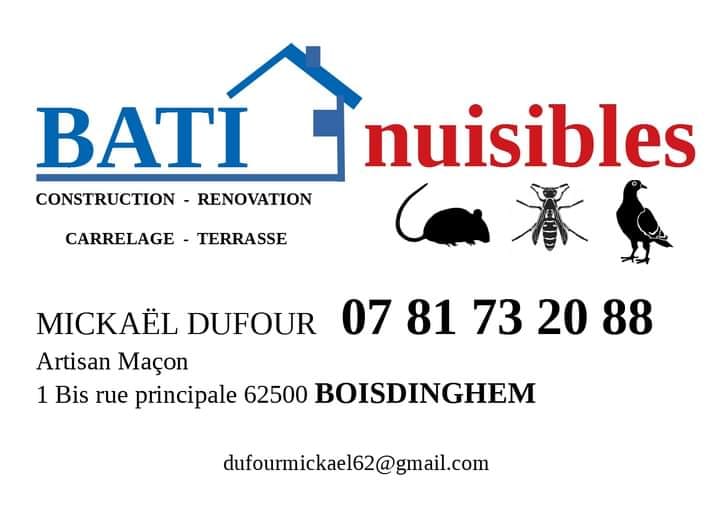 BATI nuisibles
CONSTRUCTION - RENOVATION
CARRELAGE - TERRASSE
MICKAËL DUFOUR 07 81 73 20 88
Artisan Maçon
1 Bis rue principale 62500 BOISDINGHEM
dufourmickael62@gmail.com